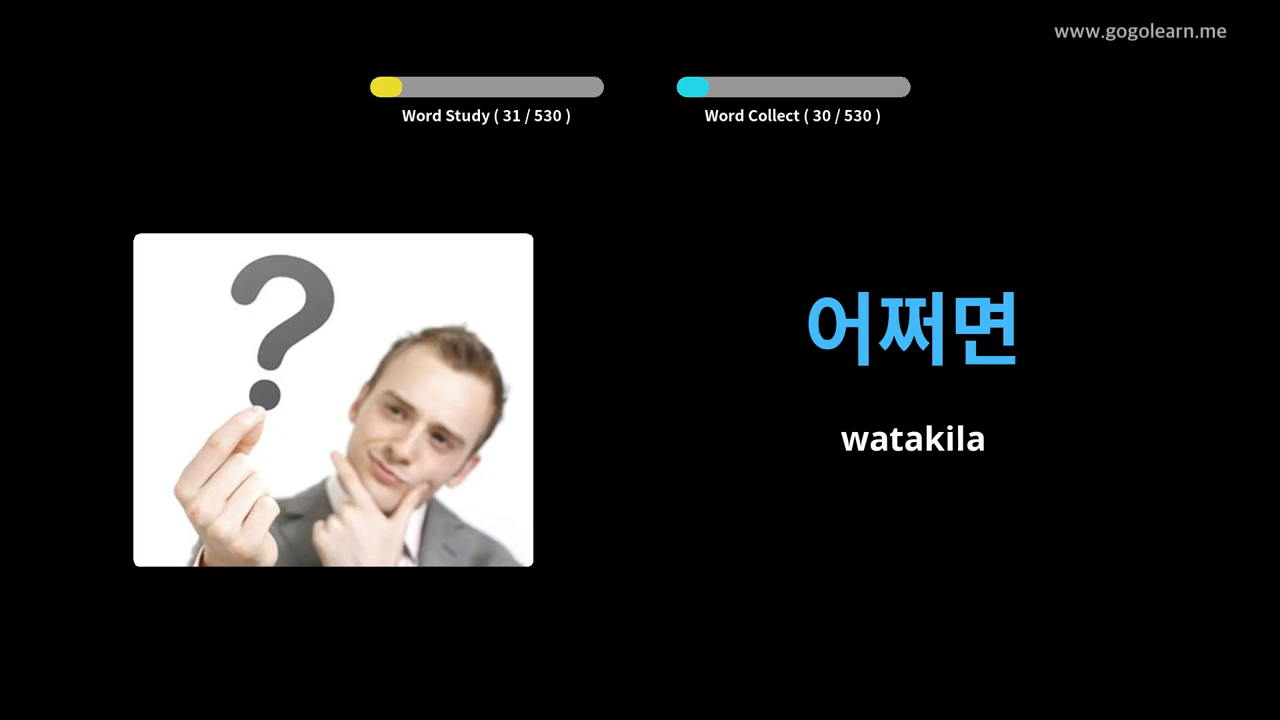 www.gogolearn.me
Word Study ( 31 / 530 )
Word Collect ( 30 / 530 )
?
어쩌면
watakila